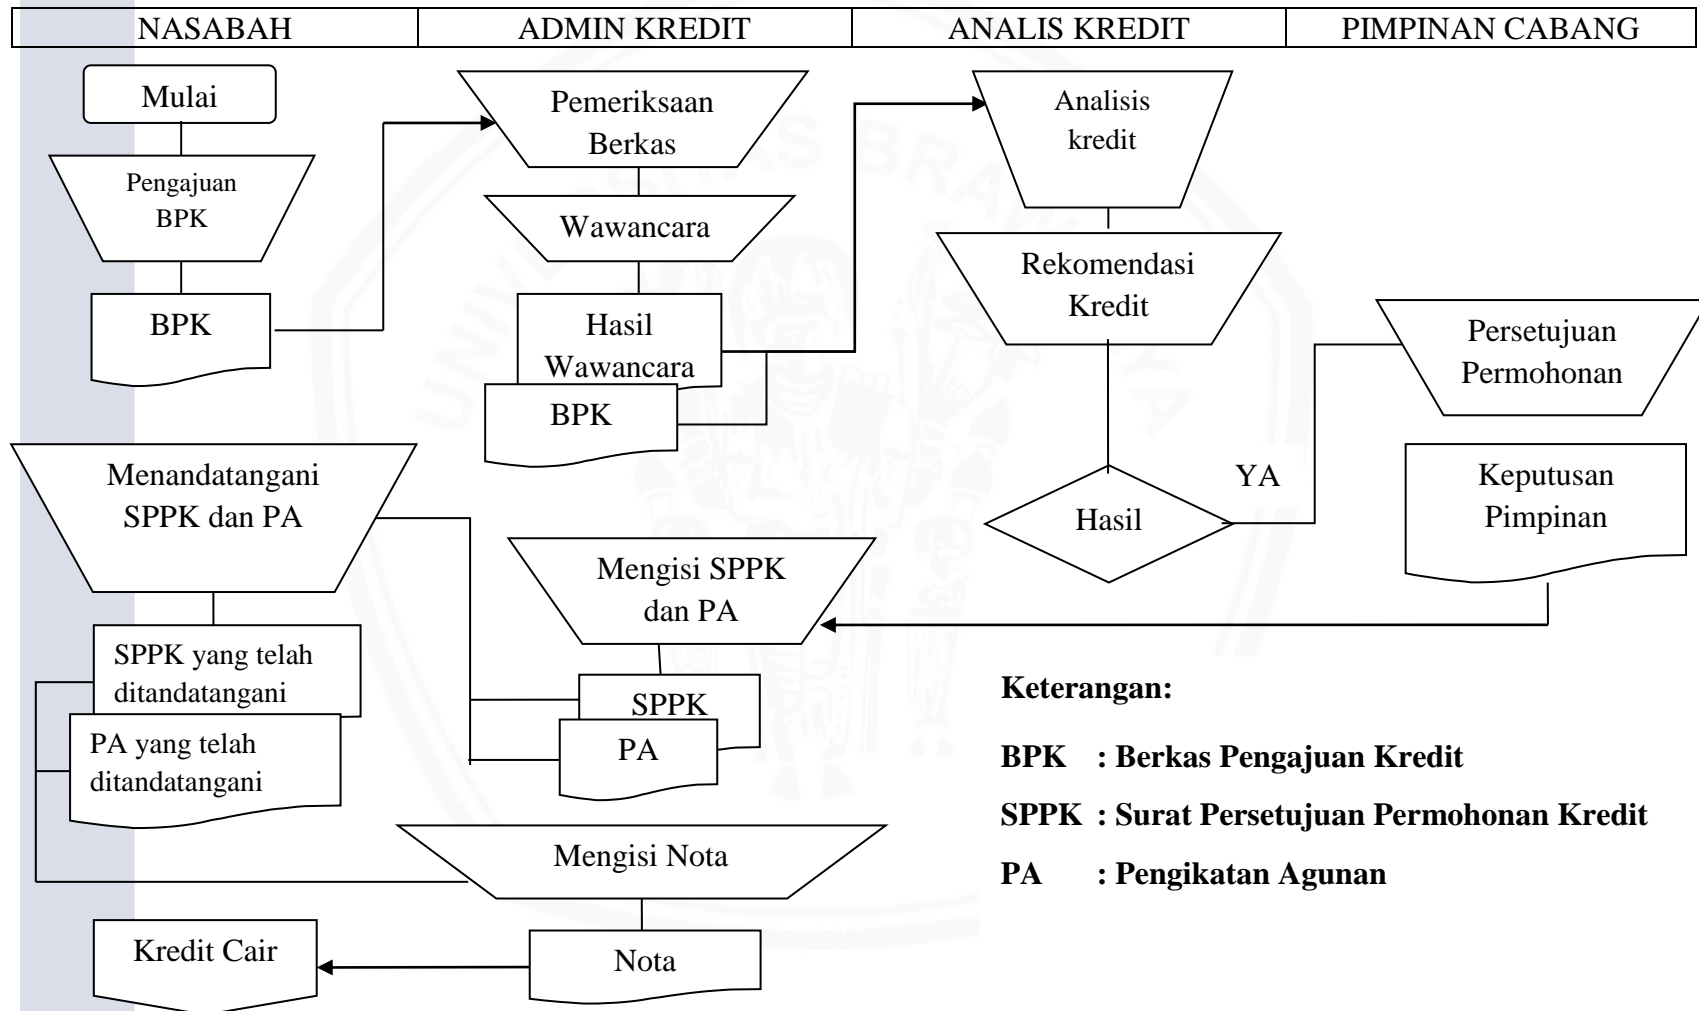 NASABAH
ADMIN KREDIT
ANALIS KREDIT
PIMPINAN CABANG
Mulai
Pengajuan
BPK
BPK
Pemeriksaan
Berkas
Wawancara
Hasil
Wawancara
BPK
Analisis
kredit
Rekomendasi
Kredit
Hasil
YA
Persetujuan
Permohonan
Keputusan
Pimpinan
Mengisi SPPK
dan PA
SPPK
PA
Menandatangani
SPPK dan PA
SPPK yang telah
ditandatangani
PA yang telah
ditandatangani
Mengisi Nota
Nota
Kredit Cair
Keterangan:
BPK : Berkas Pengajuan Kredit
SPPK : Surat Persetujuan Permohonan Kredit
PA : Pengikatan Agunan
UNIVERSITAS BRAWIJAYA